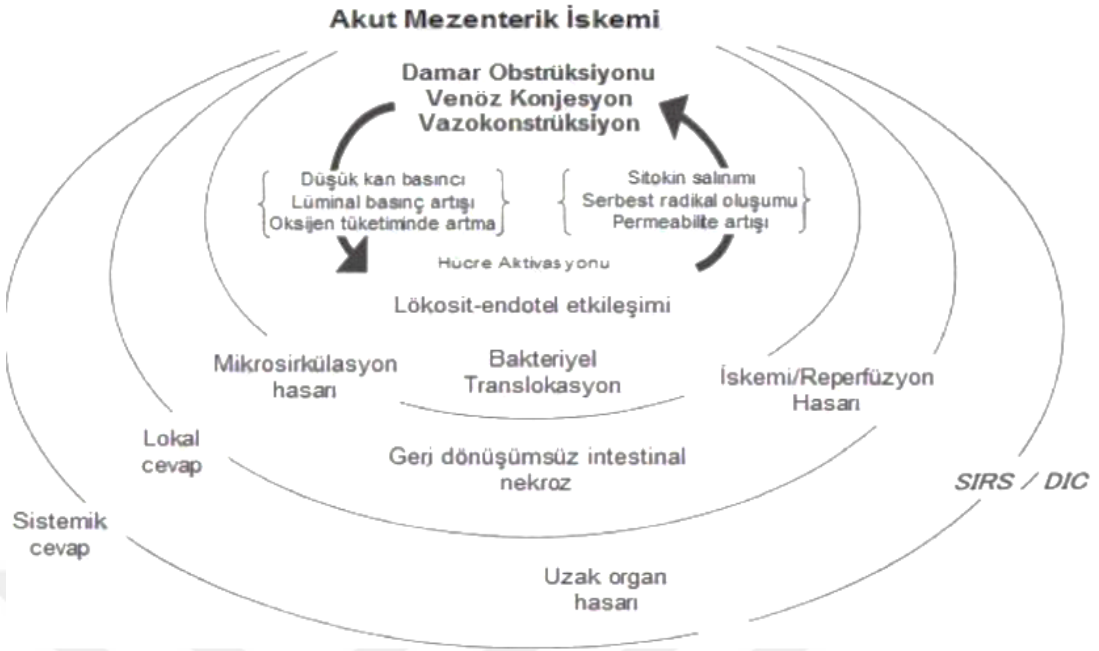 Akut Mezenterik İskemi
Damar Obstrüksiyonu
Venöz Konjesyon
Vazokonstrüksiyon
Düşük kan basıncı
Lüminal basınç artışı
Oksijen tüketiminde artma
Sitokin salınımı
Serbest radikal oluşumu
Permeabilite artışı
Hücre Aktivasyonu
Lökosit-endotel etkileşimi
Mikrosirkülasyon
hasarı
Bakteriyel
Translokasyon
İskemi/Reperfüzyon
Hasarı
Lokal
cevap
Geri dönüşümsüz intestinal
nekroz
SIRS / DIC
Sistemik
cevap
Uzak organ
hasarı